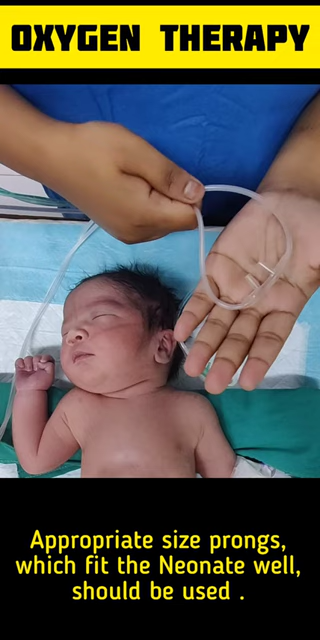 OXYGEN THERAPY
Appropriate size prongs,
which fit the Neonate well,
should be used .